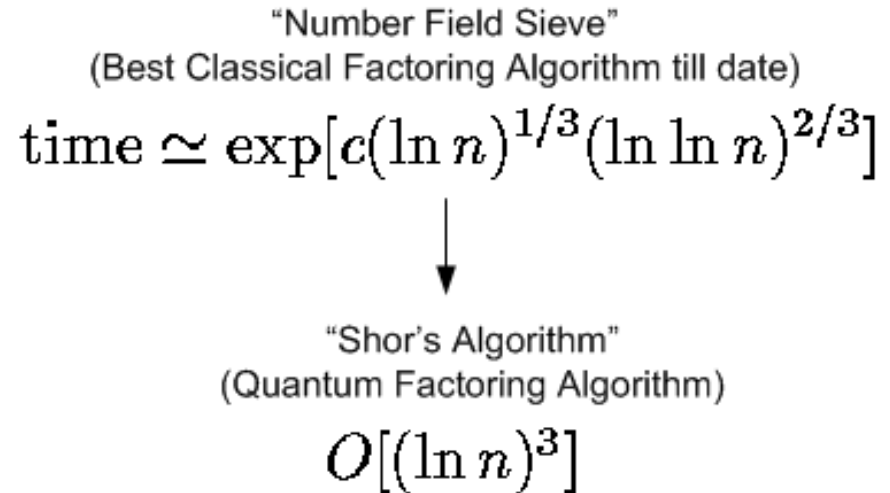 “Number Field Sieve”
(Best Classical Factoring Algorithm till date)
time ≃ exp[c(ln n)^{1/3}(ln ln n)^{2/3}]
“Shor’s Algorithm”
(Quantum Factoring Algorithm)
O[(ln n)^3]